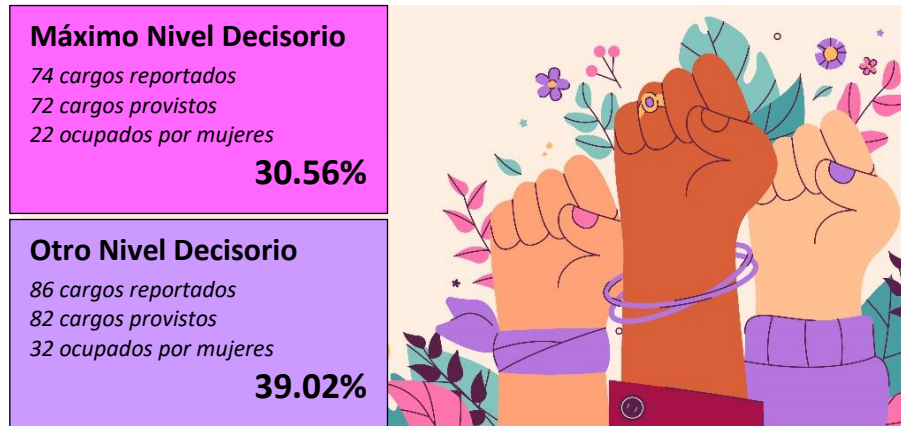 Máximo Nivel Decisorio
74 cargos reportados
72 cargos provistos
22 ocupados por mujeres
30.56%
Otro Nivel Decisorio
86 cargos reportados
82 cargos provistos
32 ocupados por mujeres
39.02%